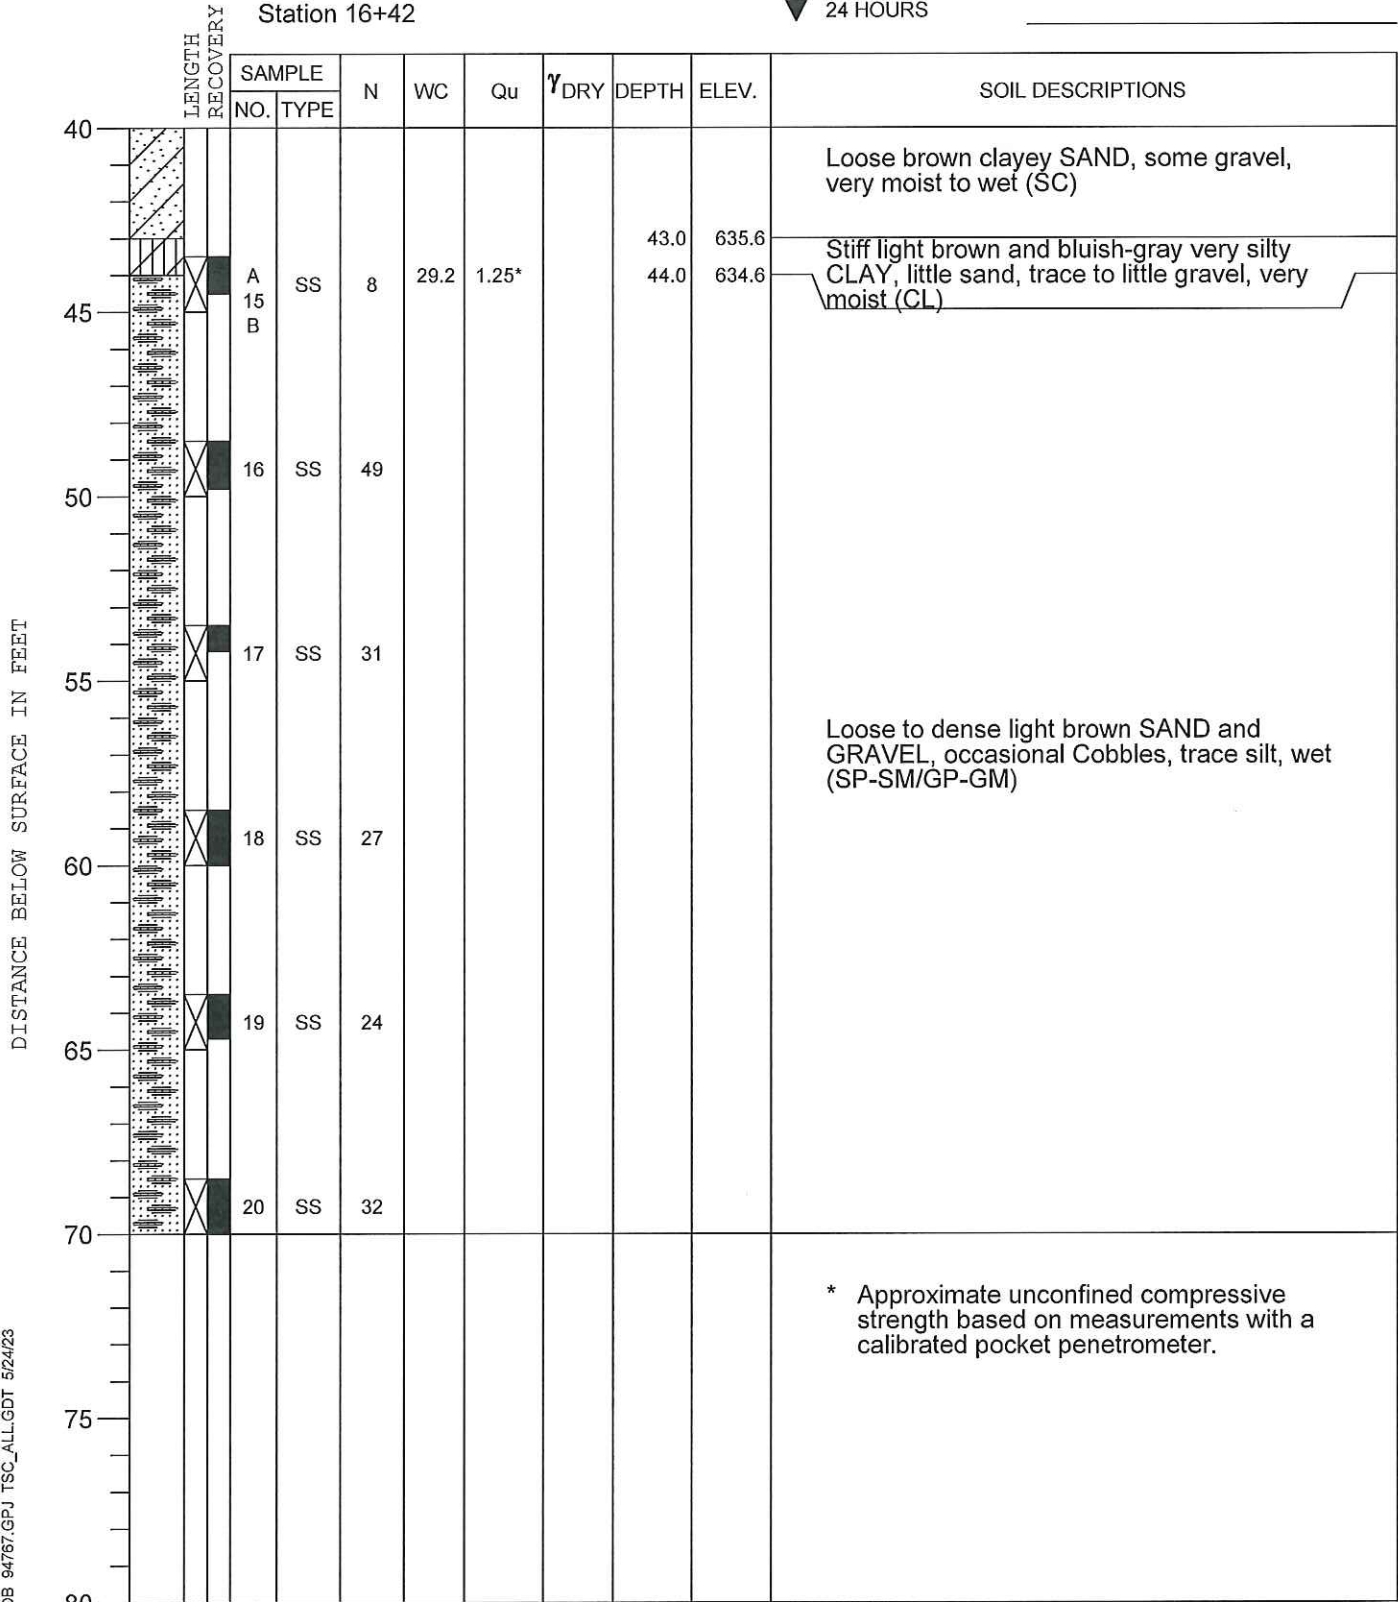 Station 16+42
24 HOURS
LENGTH
RECOVERY
SAMPLE
NO. TYPE
N
WC
Qu
γDRY
DEPTH
ELEV.
SOIL DESCRIPTIONS
40
Loose brown clayey SAND, some gravel,
very moist to wet (SC)
43.0 635.6
Stiff light brown and bluish-gray very silty
CLAY, little sand, trace to little gravel, very
moist (CL)
A
15
B
SS 8 29.2 1.25* 44.0 634.6
45
16 SS 49
50
17 SS 31
55
Loose to dense light brown SAND and
GRAVEL, occasional Cobbles, trace silt, wet
(SP-SM/GP-GM)
18 SS 27
60
19 SS 24
65
20 SS 32
70
* Approximate unconfined compressive
strength based on measurements with a
calibrated pocket penetrometer.
75
80
DISTANCE BELOW SURFACE IN FEET
94767.GPJ TSC_ALL.GDT 5/24/23